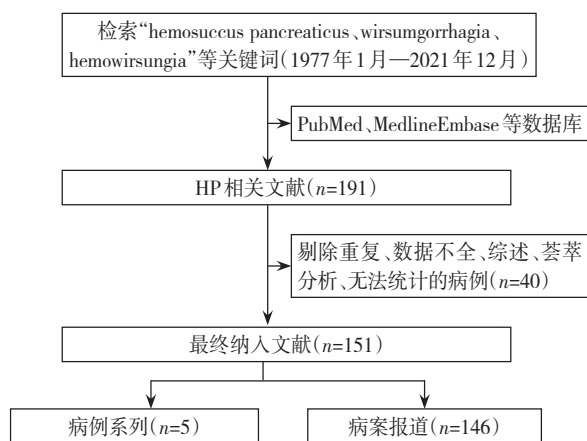 检索“hemosuccus pancreaticus、wirsumgorrhagia、
hemowirsungia”等关键词(1977年1月—2021年12月)
PubMed、MedlineEmbase等数据库
HP相关文献(n=191)
剔除重复、数据不全、综述、荟萃
分析、无法统计的病例(n=40)
最终纳入文献(n=151)
病例系列(n=5)
病案报道(n=146)